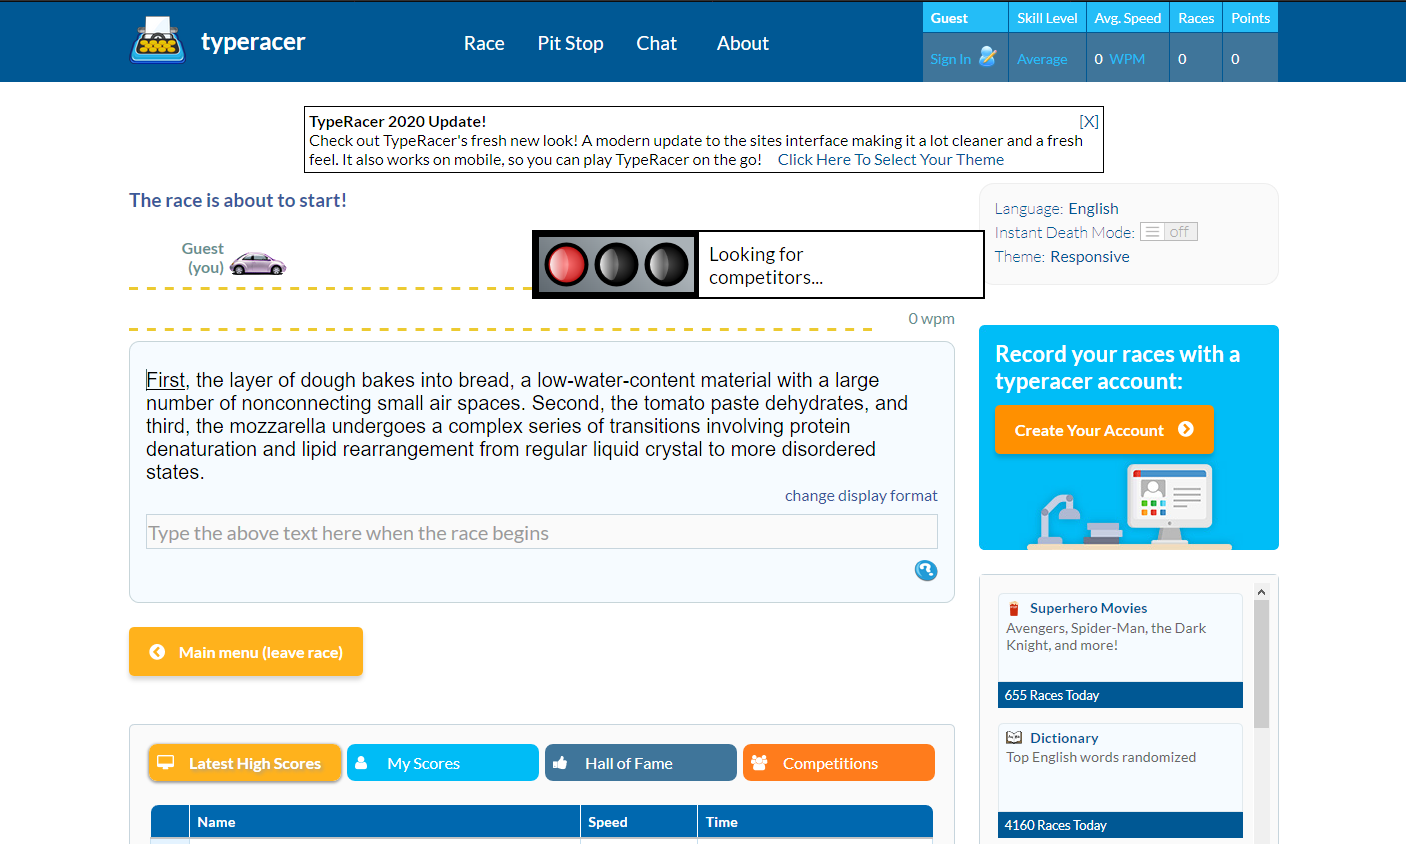 typeracer
Race
Pit Stop
Chat
About
Guest
Skill Level
Avg. Speed
Races
Points
Sign In
Average
0 WPM
0
0
TypeRacer 2020 Update!
[X]
Check out TypeRacer's fresh new look! A modern update to the sites interface making it a lot cleaner and a fresh
feel. It also works on mobile, so you can play TypeRacer on the go! Click Here To Select Your Theme
The race is about to start!
Guest
(you)
Looking for
competitors...
0 wpm
First, the layer of dough bakes into bread, a low-water-content material with a large
number of nonconnecting small air spaces. Second, the tomato paste dehydrates, and
third, the mozzarella undergoes a complex series of transitions involving protein
denaturation and lipid rearrangement from regular liquid crystal to more disordered
states.
change display format
Type the above text here when the race begins
Main menu (leave race)
Latest High Scores
My Scores
Hall of Fame
Competitions
Name
Speed
Time
Language: English
Instant Death Mode: off
Theme: Responsive
Record your races with a
typeracer account:
Create Your Account
Superhero Movies
Avengers, Spider-Man, the Dark
Knight, and more!
655 Races Today
Dictionary
Top English words randomized
4160 Races Today